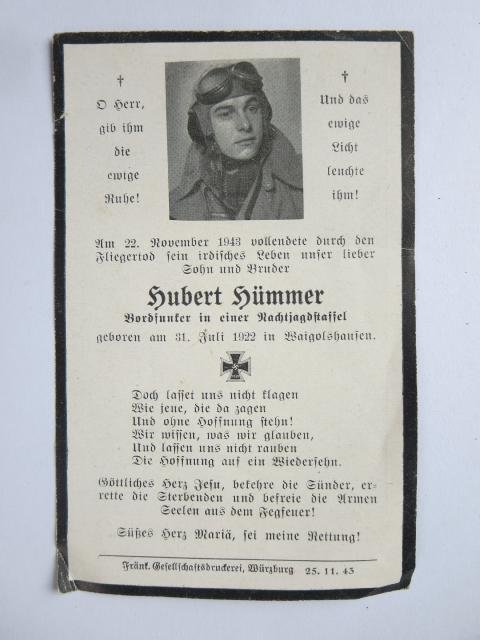 O Herr,
gib ihm
die
ewige
Ruhe!
Und das
ewige
Licht
leuchte
ihm!
Am 22. November 1943 vollendete durch den
Fliegertod sein irdisches Leben unser lieber
Sohn und Bruder
Hubert Hümmer
Bordfunker in einer Nachtjagdstaffel
geboren am 31. Juli 1922 in Waigolshausen.
Doch lasset uns nicht klagen
Wie jene, die da zagen
Und ohne Hoffnung stehn!
Wir wissen, was wir glauben,
Und lassen uns nicht rauben
Die Hoffnung auf ein Wiedersehn.
Göttliches Herz Jesu, bekehre die Sünder, er-
rette die Sterbenden und befreie die Armen
Seelen aus dem Fegfeuer!
Süßes Herz Mariä, sei meine Rettung!
Fränk. Gesellschaftsdruckerei, Würzburg 25. 11. 43